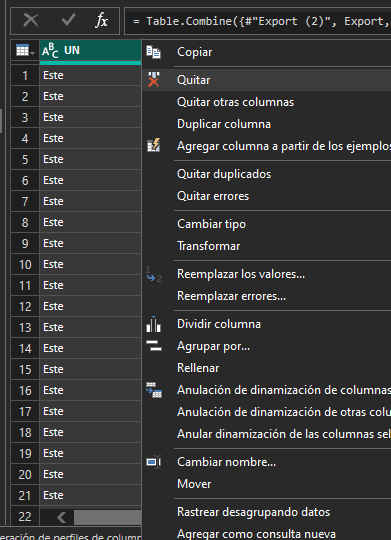 fx = Table.Combine({#"Export (2)", Export,
ABC UN
Copiar
1 Este
Quitar
2 Este
Quitar otras columnas
3 Este
Duplicar columna
4 Este
Agregar columna a partir de los ejemplos
5 Este
Quitar duplicados
6 Este
Quitar errores
7 Este
Cambiar tipo
8 Este
Transformar
9 Este
10 Este
Reemplazar los valores...
11 Este
Reemplazar errores...
12 Este
Dividir columna
13 Este
Agrupar por...
14 Este
Rellenar
15 Este
Anulación de dinamización de columnas
16 Este
Anulación de dinamización de otras colu
17 Este
Anular dinamización de las columnas sel
18 Este
Cambiar nombre...
19 Este
Mover
20 Este
Rastrear desagrupando datos
21 Este
22
Agregar como consulta nueva
eración de perfiles de column